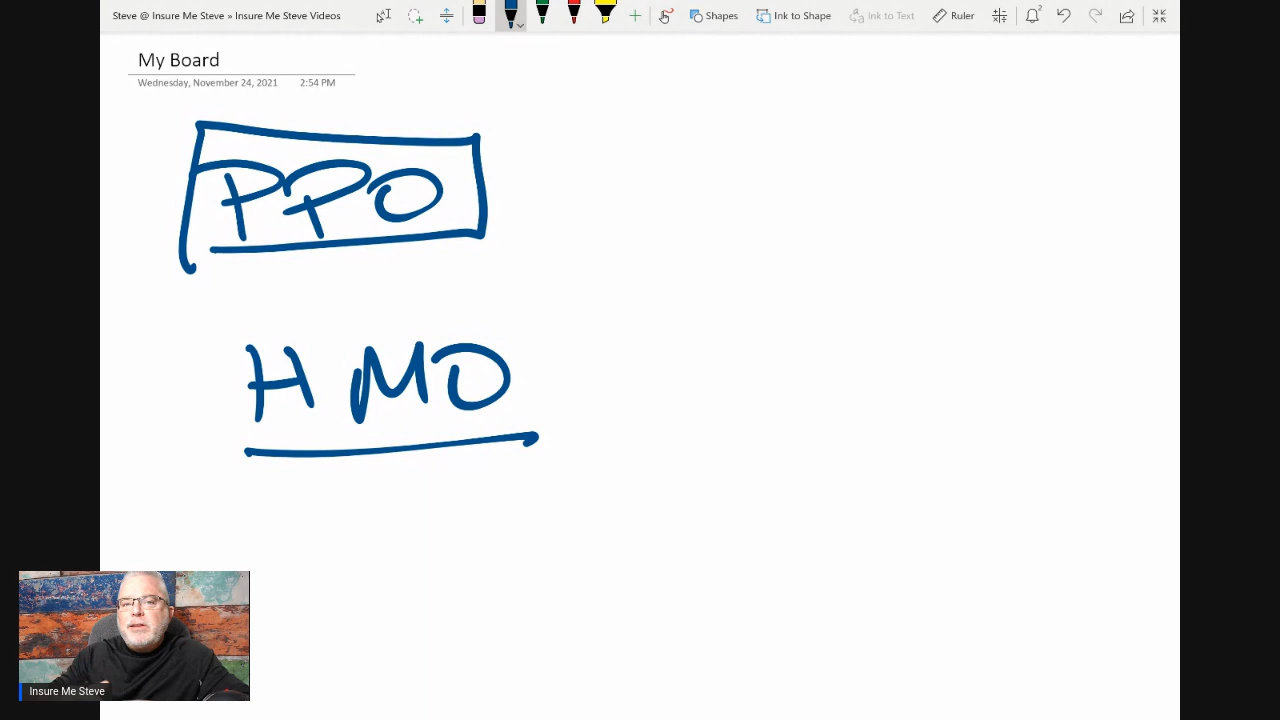 Steve @ Insure Me Steve » Insure Me Steve Videos
Shapes
Ink to Shape
Ink to Text
Ruler
2
My Board
Wednesday, November 24, 2021 2:54 PM
PPO
HMO
Insure Me Steve